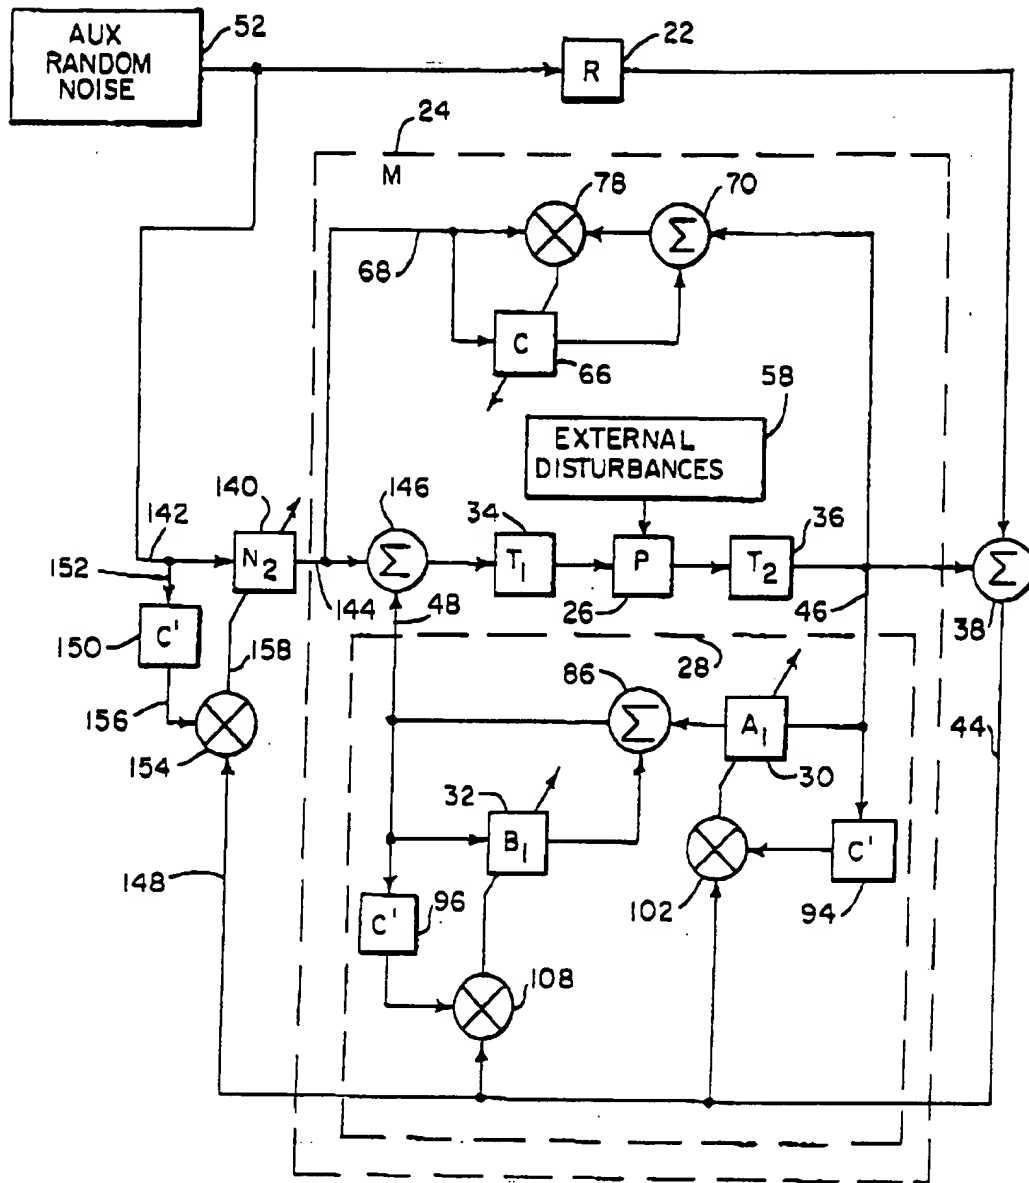 AUX
RANDOM
NOISE
52
22
R
24
M
78
70
Σ
68
C
66
58
EXTERNAL
DISTURBANCES
140
146
34
36
142
N2
Σ
T1
P
T2
Σ
152
144
48
26
46
38
150
C'
158
28
86
156
Σ
A1
44
154
30
32
B1
148
102
C'
94
C'
96
108